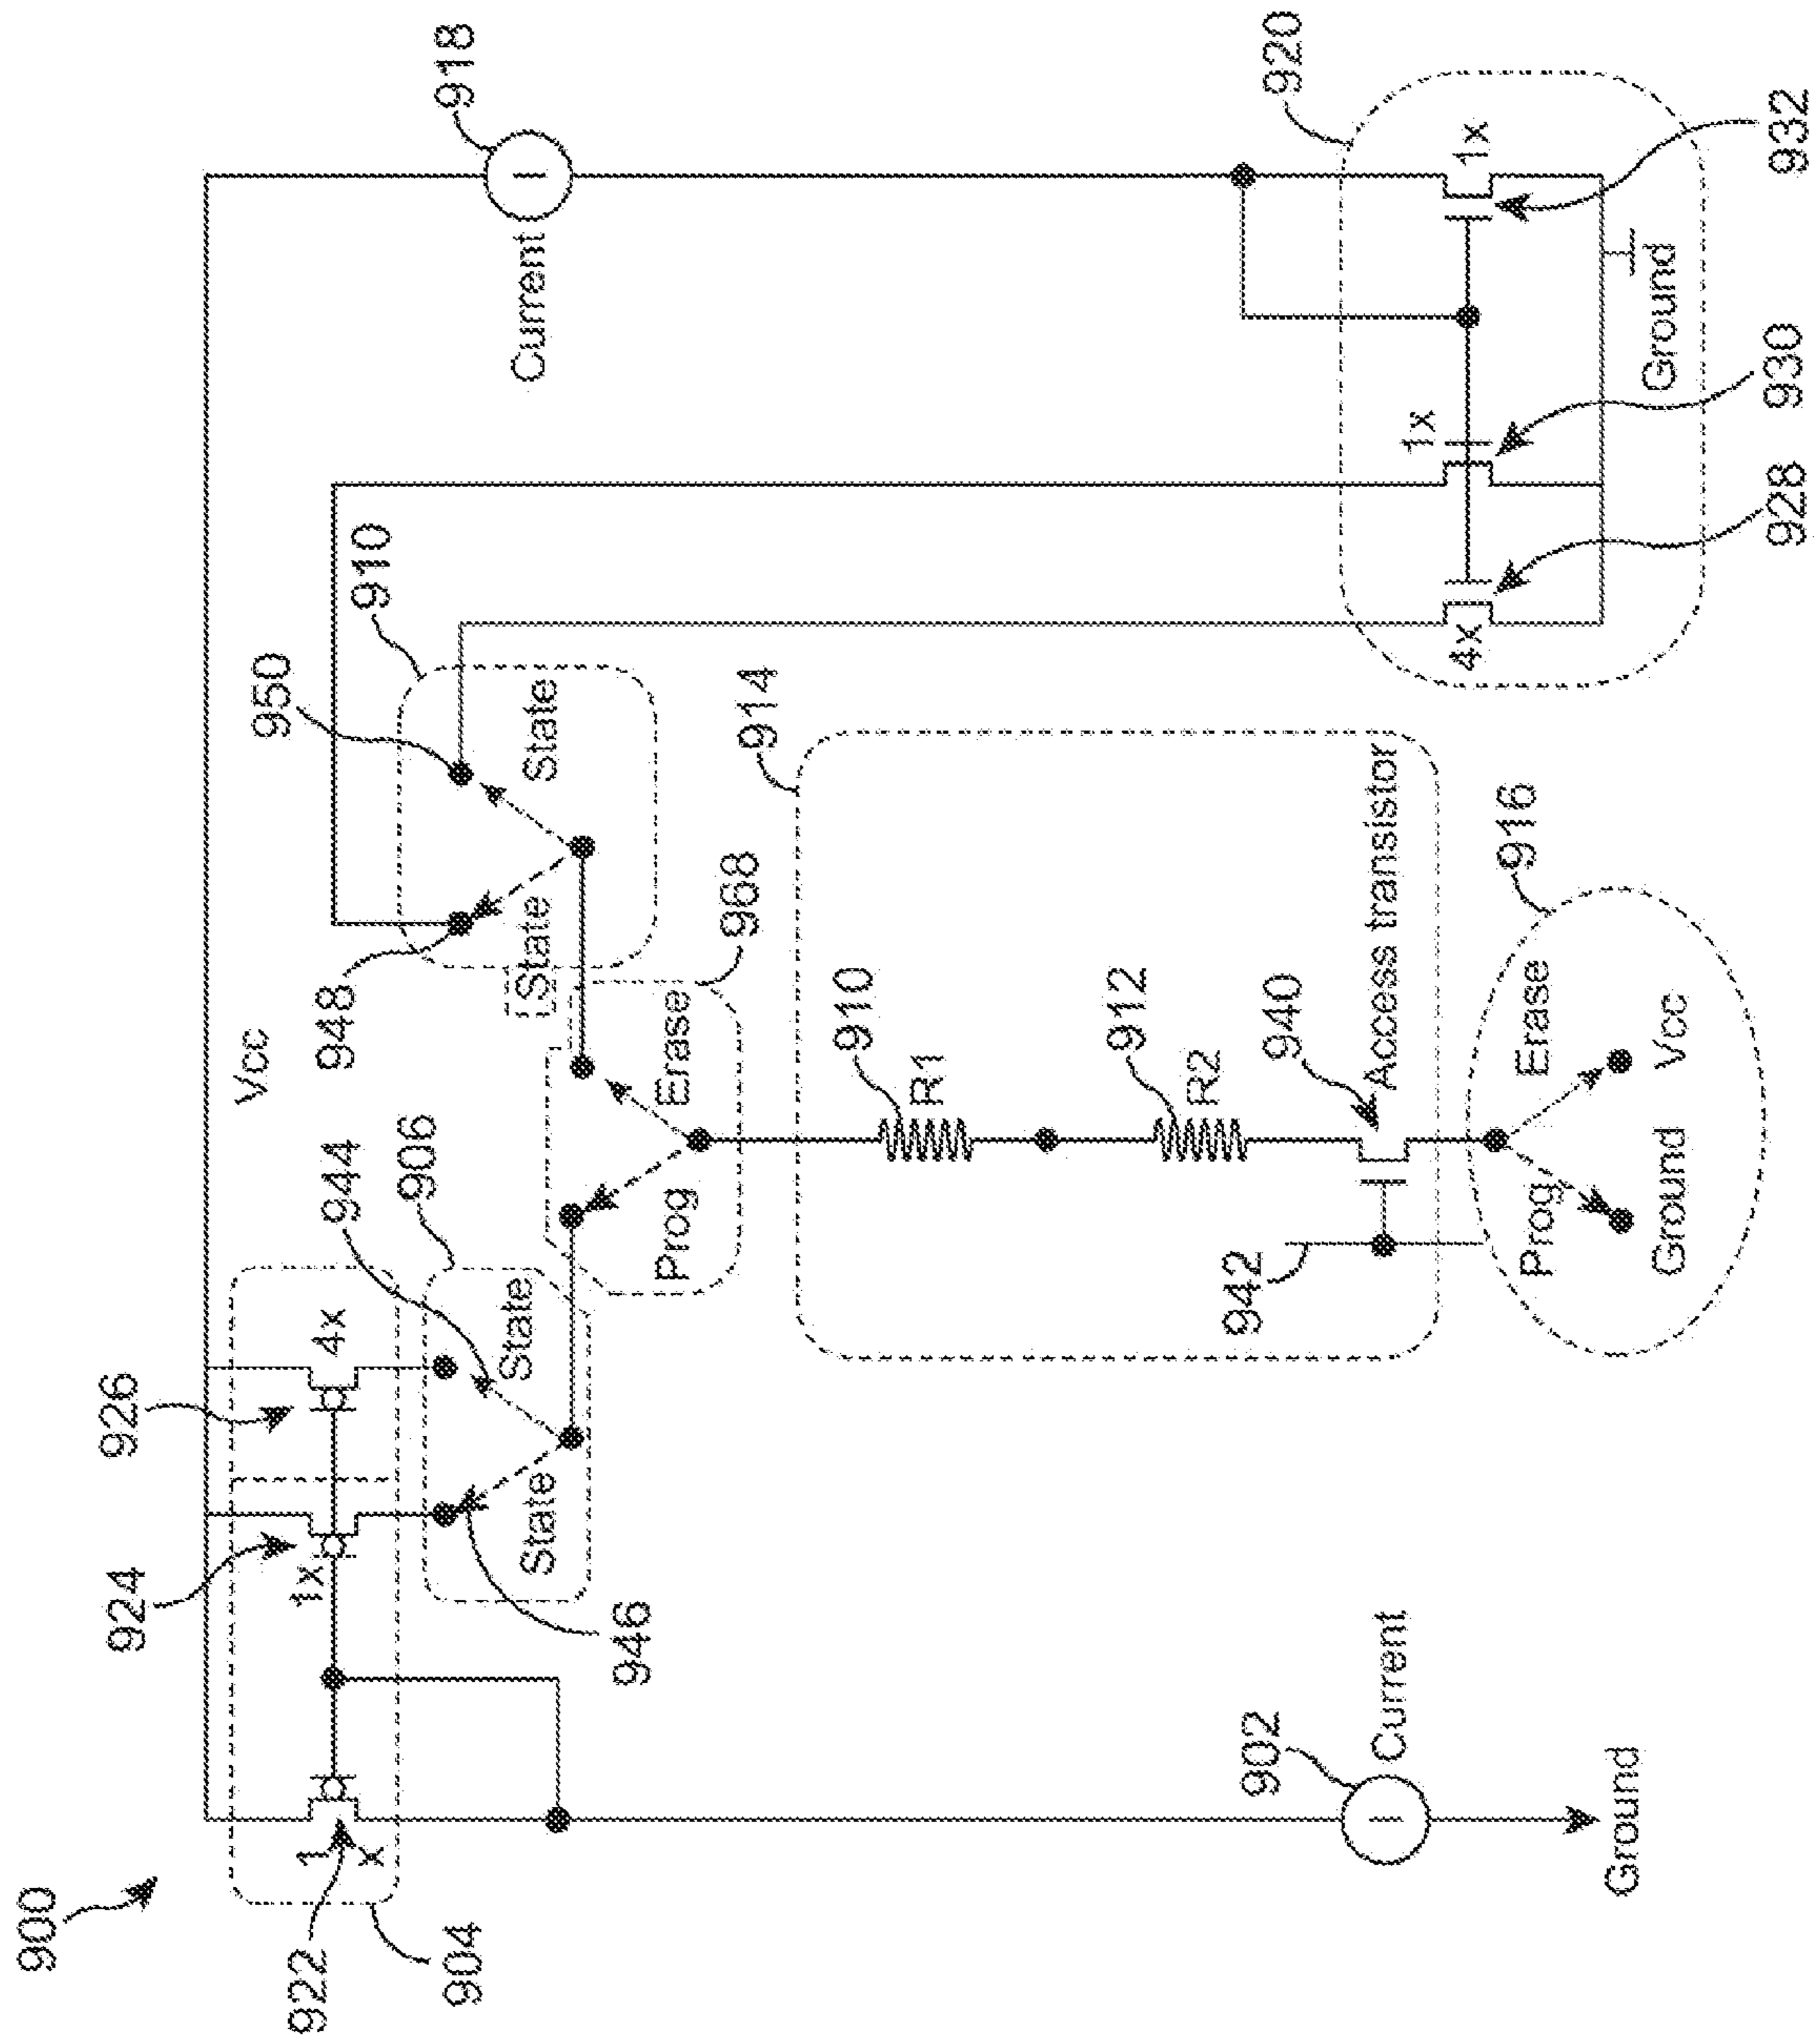 900
904
922
1
x
924
1x
926
4x
Vcc
906
944
946
State
State
948
950
910
State
State
State
968
Prog
Erase
914
910
R1
912
R2
940
Access transistor
942
916
Prog
Erase
Ground
Vcc
902
I
Current
Ground
918
I
Current
920
1x
1x
4x
Ground
932
930
928